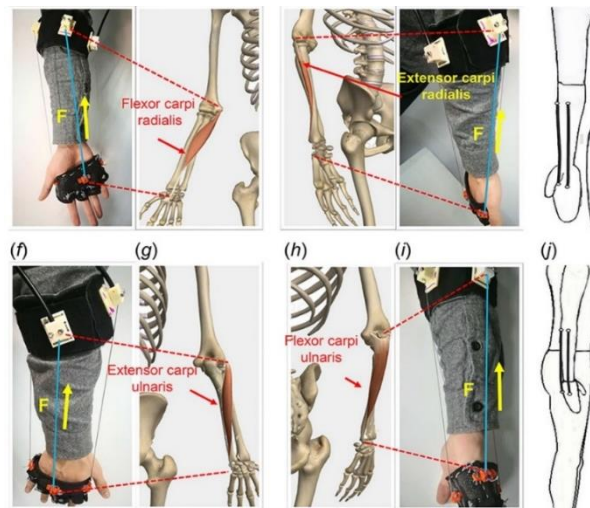 Flexor carpi
radialis
F
Extensor carpi
radialis
F
(f)
(g)
(h)
(i)
(j)
Extensor carpi
ulnaris
F
Flexor carpi
ulnaris
F